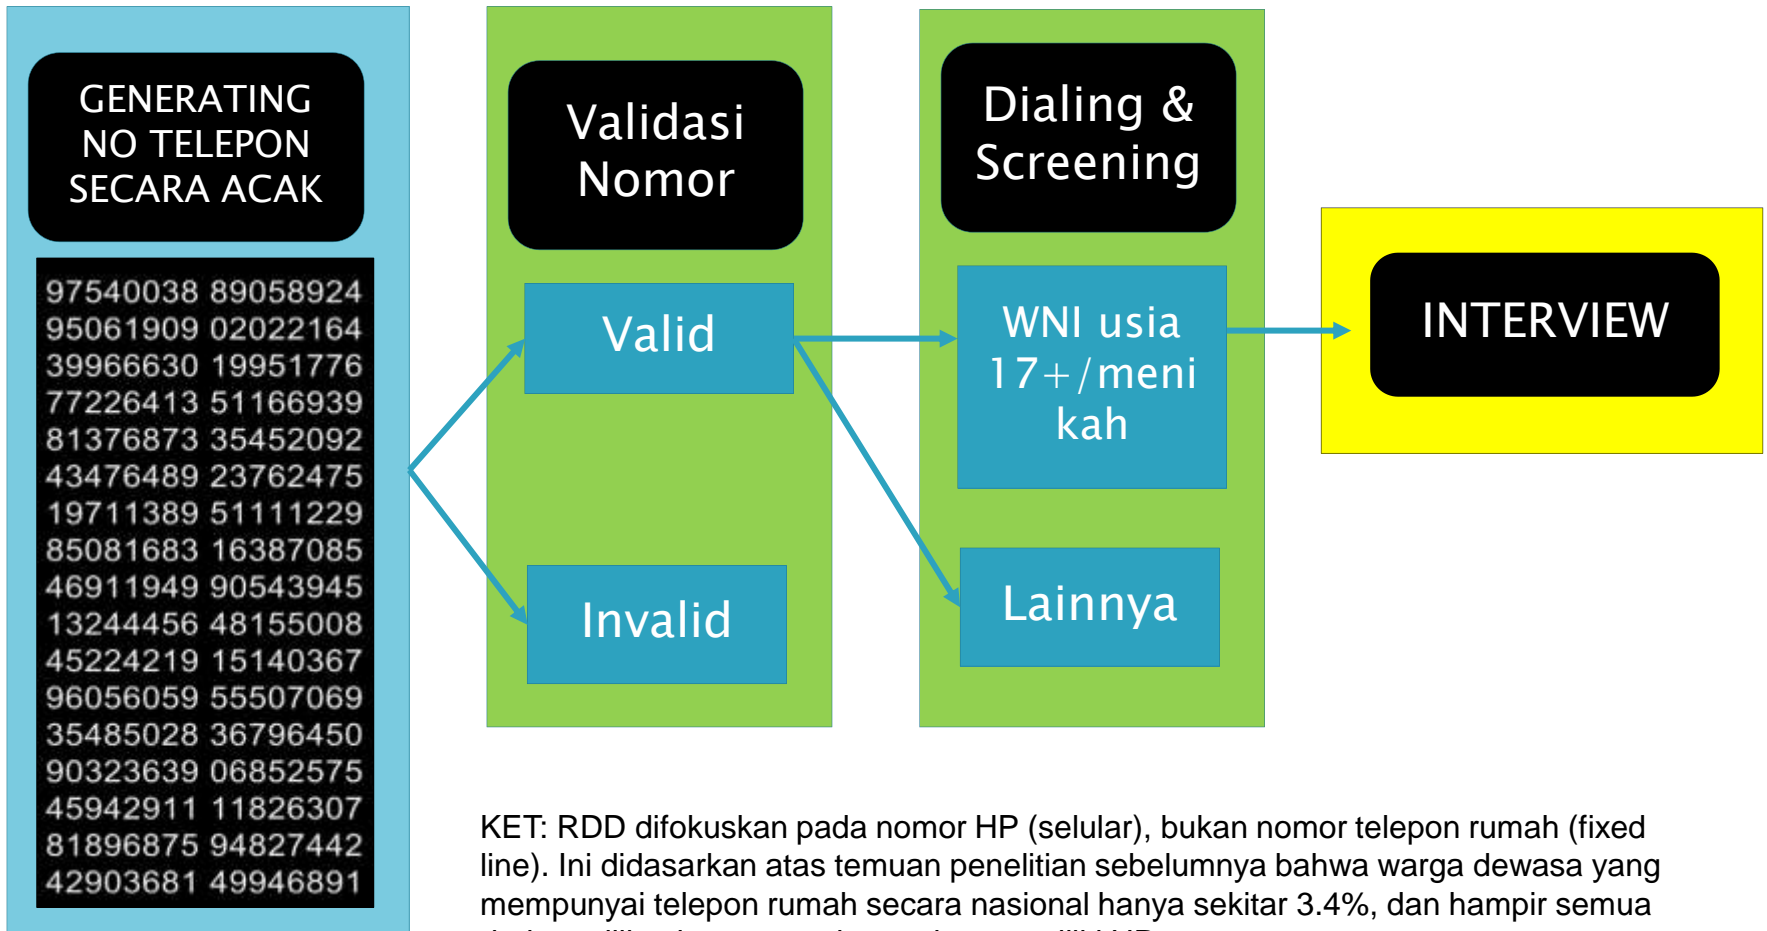 GENERATING
NO TELEPON
SECARA ACAK
97540038 89058924
95061909 02022164
39966630 19951776
77226413 51166939
81376873 35452092
43476489 23762475
19711389 51111229
85081683 16387085
46911949 90543945
13244456 48155008
45224219 15140367
96056059 55507069
35485028 36796450
90323639 06852575
45942911 11826307
81896875 94827442
42903681 49946891
Validasi
Nomor
Valid
Invalid
Dialing &
Screening
WNI usia
17+/meni
kah
Lainnya
INTERVIEW
KET: RDD difokuskan pada nomor HP (selular), bukan nomor telepon rumah (fixed
line). Ini didasarkan atas temuan penelitian sebelumnya bahwa warga dewasa yang
mempunyai telepon rumah secara nasional hanya sekitar 3.4%, dan hampir semua